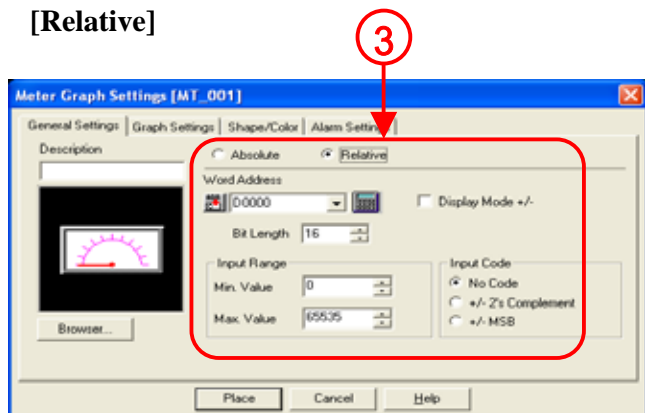 [Relative]
3
Meter Graph Settings [MT_001]
General Settings Graph Settings Shape/Color Alarm Settings
Description
Absolute Relative
Word Address
D0000
Display Mode +/-
Bit Length 16
Input Range
Min. Value 0
Max. Value 65535
Input Code
No Code
+/- 2's Complement
+/- MSB
Browser...
Place Cancel Help